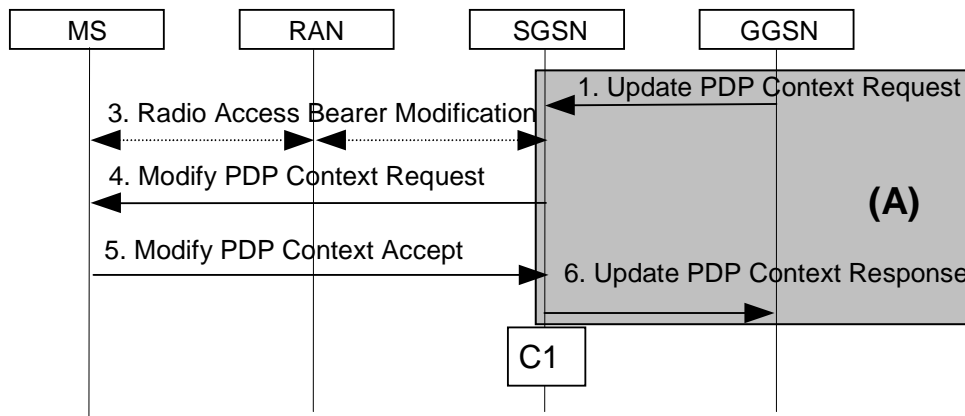 MS
RAN
SGSN
GGSN
1. Update PDP Context Request
3. Radio Access Bearer Modification
4. Modify PDP Context Request
(A)
5. Modify PDP Context Accept
6. Update PDP Context Response
C1